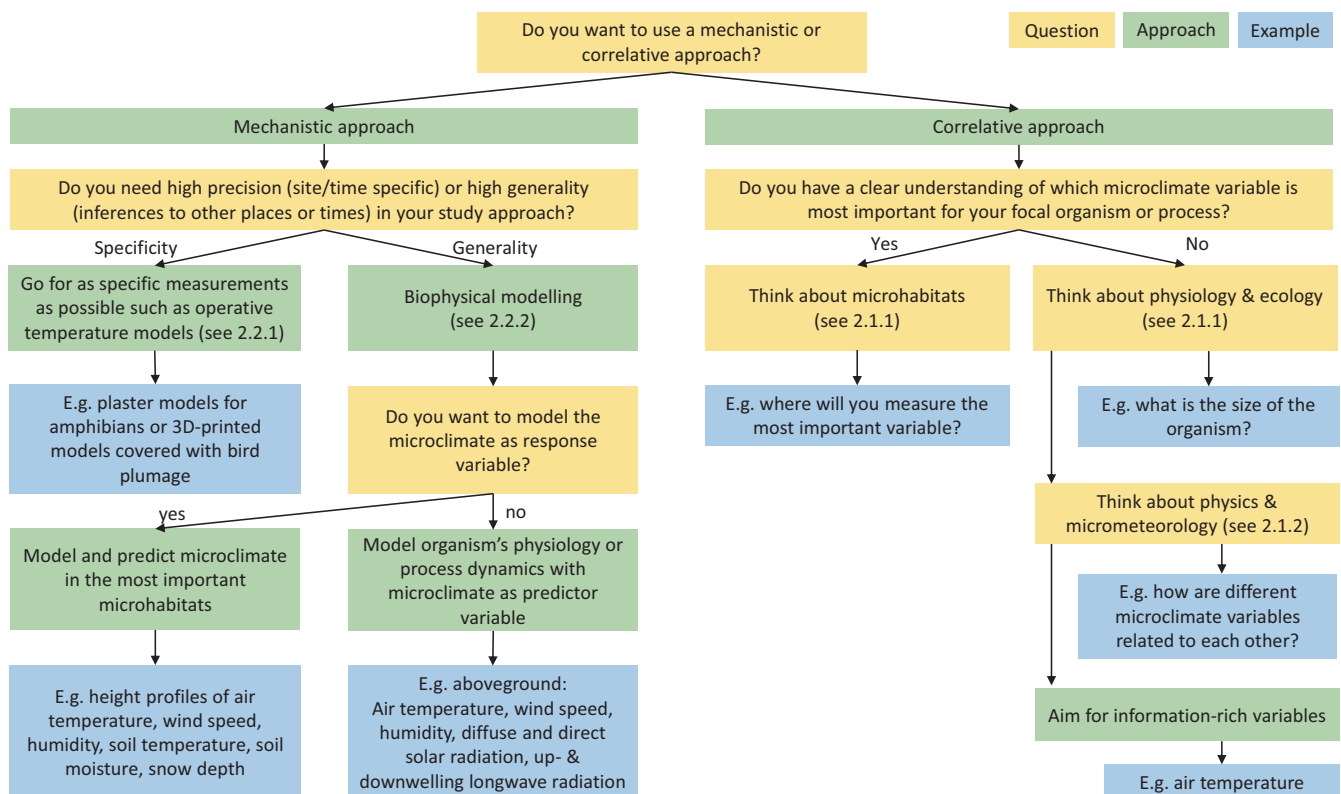 Do you want to use a mechanistic or
correlative approach?
Question
Approach
Example
Mechanistic approach
Correlative approach
Do you need high precision (site/time specific) or high generality
(inferences to other places or times) in your study approach?
Do you have a clear understanding of which microclimate variable is
most important for your focal organism or process?
Specificity
Generality
Yes
No
Go for as specific measurements
as possible such as operative
temperature models (see 2.2.1)
Biophysical modelling
(see 2.2.2)
Think about microhabitats
(see 2.1.1)
Think about physiology & ecology
(see 2.1.1)
E.g. plaster models for
amphibians or 3D-printed
models covered with bird
plumage
Do you want to model the
microclimate as response
variable?
E.g. where will you measure the
most important variable?
E.g. what is the size of the
organism?
yes
no
Think about physics &
micrometeorology (see 2.1.2)
Model and predict microclimate
in the most important
microhabitats
Model organism's physiology or
process dynamics with
microclimate as predictor
variable
E.g. how are different
microclimate variables
related to each other?
E.g. height profiles of air
temperature, wind speed,
humidity, soil temperature, soil
moisture, snow depth
E.g. aboveground:
Air temperature, wind speed,
humidity, diffuse and direct
solar radiation, up- &
downwelling longwave radiation
Aim for information-rich variables
E.g. air temperature